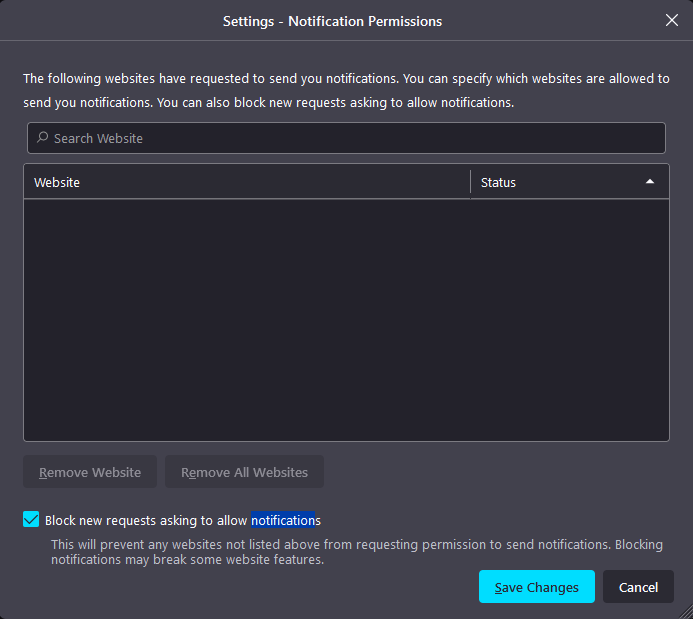 Settings - Notification Permissions
The following websites have requested to send you notifications. You can specify which websites are allowed to
send you notifications. You can also block new requests asking to allow notifications.
Search Website
Website Status
Remove Website Remove All Websites
Block new requests asking to allow notifications
This will prevent any websites not listed above from requesting permission to send notifications. Blocking
notifications may break some website features.
Save Changes Cancel